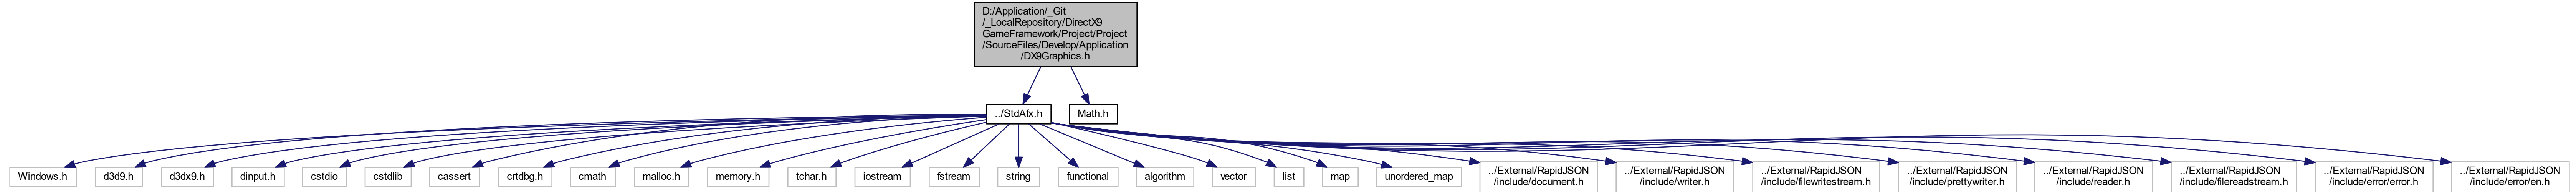 D:/Application/_Git
/_LocalRepository/DirectX9
GameFramework/Project/Project
/SourceFiles/Develop/Application
/DX9Graphics.h
../StdAfx.h
Math.h
Windows.h
d3d9.h
d3dx9.h
dinput.h
cstdio
cstdlib
cassert
crtdbg.h
cmath
malloc.h
memory.h
tchar.h
iostream
fstream
string
functional
algorithm
vector
list
map
unordered_map
../External/RapidJSON
/include/document.h
../External/RapidJSON
/include/writer.h
../External/RapidJSON
/include/filewritestream.h
../External/RapidJSON
/include/prettywriter.h
../External/RapidJSON
/include/reader.h
../External/RapidJSON
/include/filereadstream.h
../External/RapidJSON
/include/error/error.h
../External/RapidJSON
/include/error/en.h